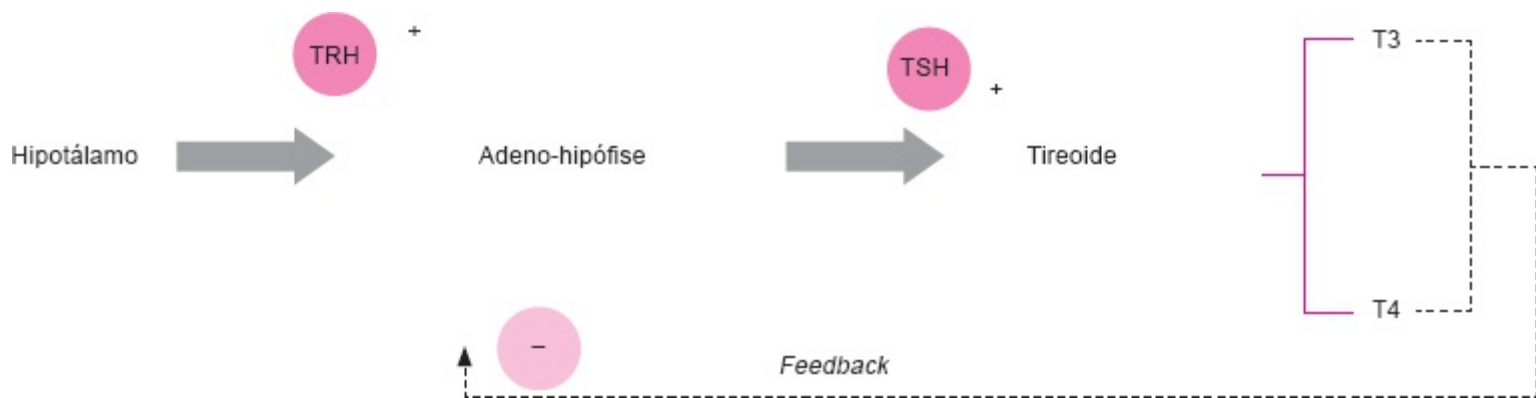 TRH
+
TSH
+
T3
Hipotálamo
Adeno-hipófise
Tireoide
T4
–
Feedback